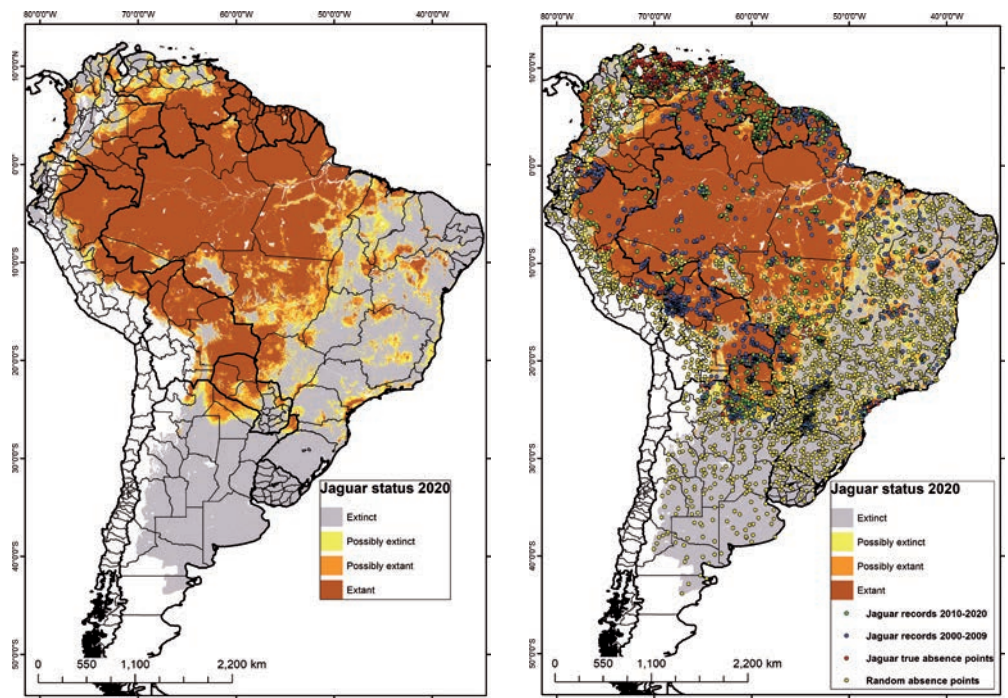 80°0'0"W 70°0'0"W 60°0'0"W 50°0'0"W 40°0'0"W
10°0'0"N
0°0'0"
10°0'0"S
20°0'0"S
30°0'0"S
40°0'0"S
50°0'0"S
Jaguar status 2020
Extinct
Possibly extinct
Possibly extant
Extant
0 550 1,100 2,200 km
80°0'0"W 70°0'0"W 60°0'0"W 50°0'0"W 40°0'0"W
10°0'0"N
0°0'0"
10°0'0"S
20°0'0"S
30°0'0"S
40°0'0"S
50°0'0"S
Jaguar status 2020
Extinct
Possibly extinct
Possibly extant
Extant
Jaguar records 2010-2020
Jaguar records 2000-2009
Jaguar true absence points
Random absence points
0 550 1,100 2,200 km